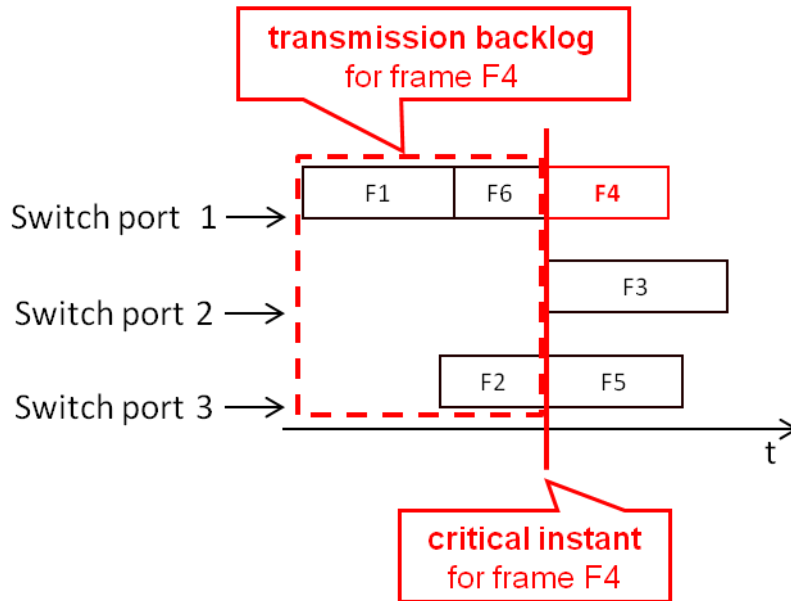 transmission backlog
for frame F4
Switch port 1
F1
F6
F4
Switch port 2
F3
Switch port 3
F2
F5
t
critical instant
for frame F4